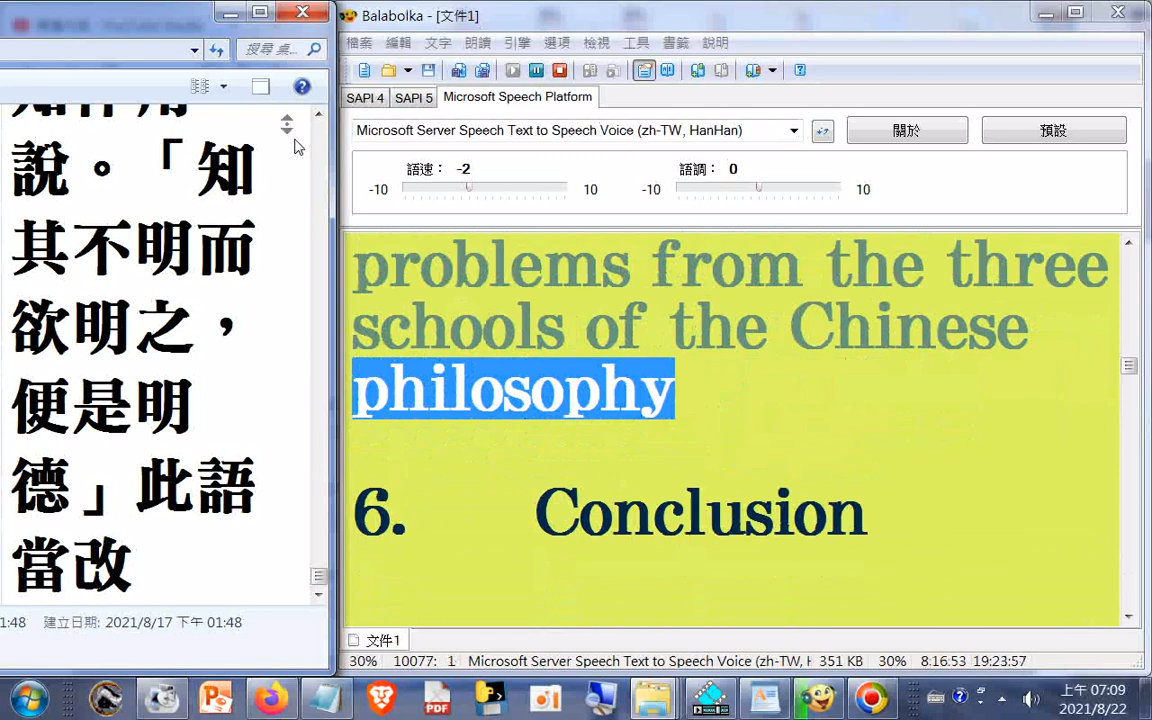 搜尋 桌...
說。「知
其不明而
欲明之，
便是明
德」此語
當改
1:48 建立日期: 2021/8/17 下午 01:48
Balabolka - [文件1]
檔案 編輯 文字 朗讀 引擎 選項 檢視 工具 書籤 說明
SAPI 4 SAPI 5 Microsoft Speech Platform
Microsoft Server Speech Text to Speech Voice (zh-TW, HanHan) 關於 預設
語速： -2 語調： 0
-10 10 -10 10
problems from the three
schools of the Chinese
philosophy
6. Conclusion
文件1
30% 10077: 1 Microsoft Server Speech Text to Speech Voice (zh-TW, H 351 KB 30% 8:16:53 19:23:57
PDF
上午 07:09
2021/8/22